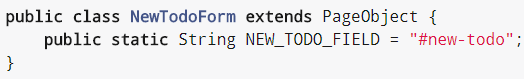 public class NewTodoForm extends PageObject {
    public static String NEW_TODO_FIELD = "#new-todo";
}